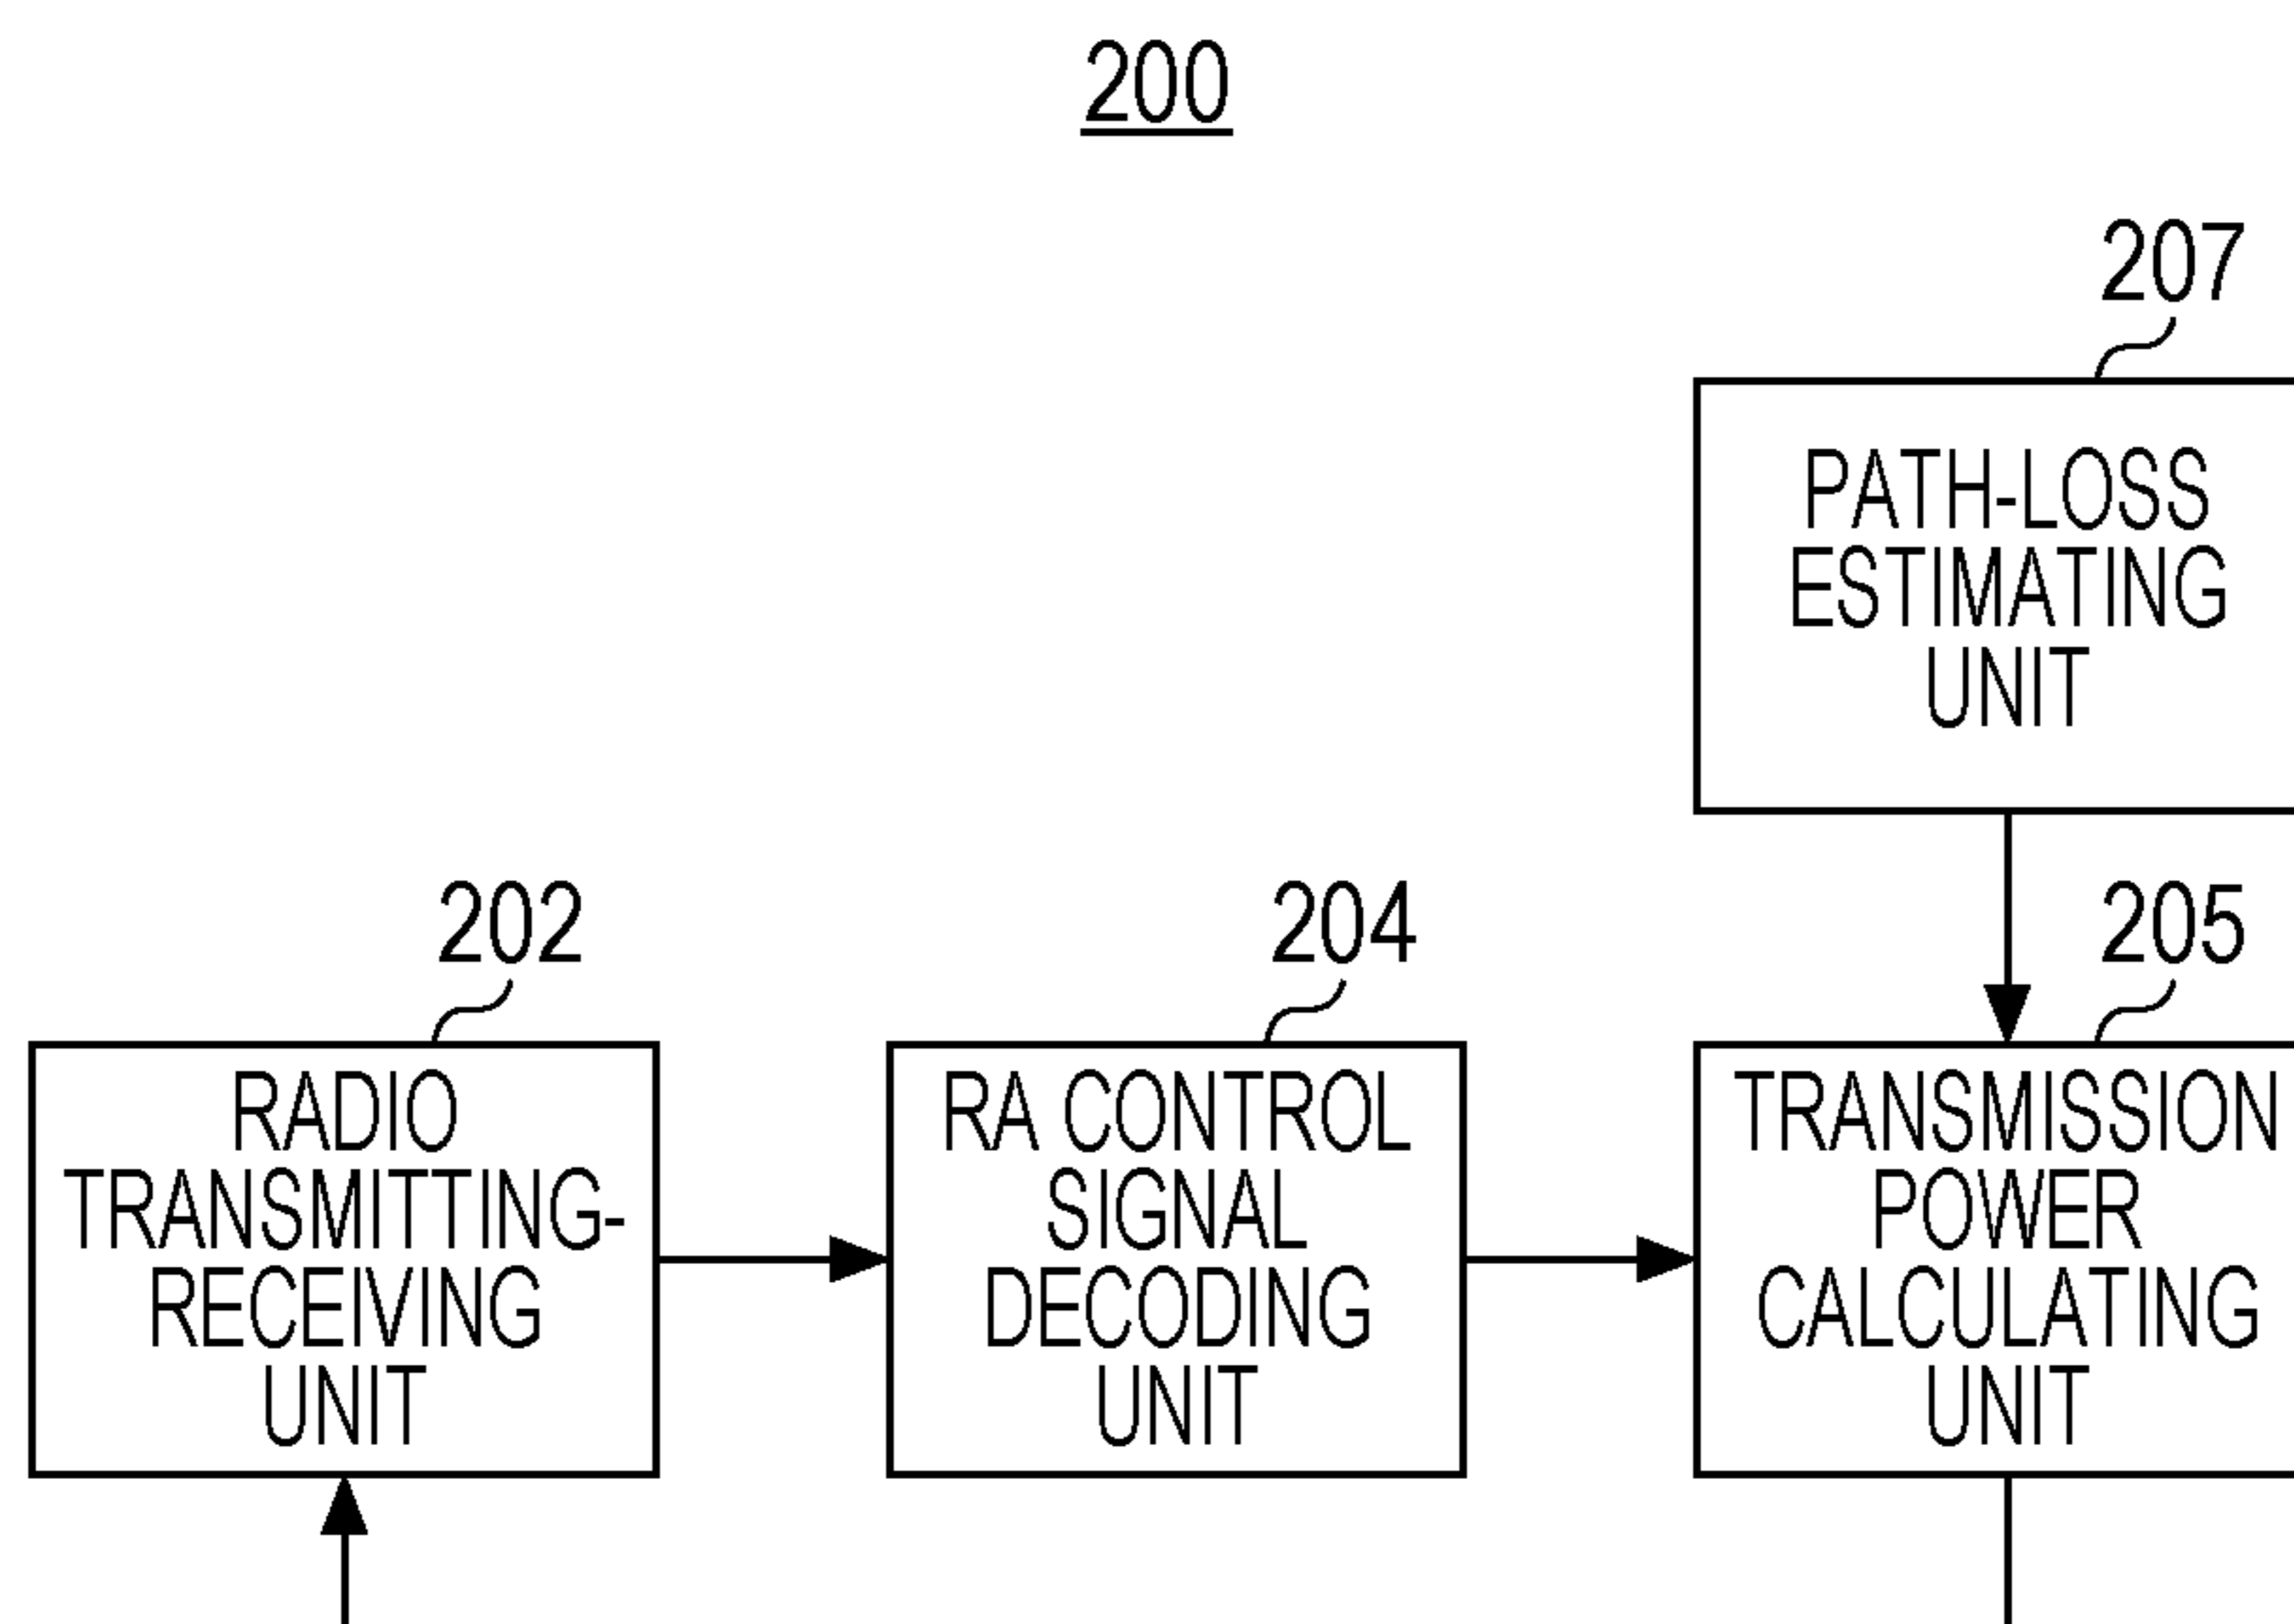 200
207
PATH-LOSS
ESTIMATING
UNIT
202
RADIO
TRANSMITTING-
RECEIVING
UNIT
204
RA CONTROL
SIGNAL
DECODING
UNIT
205
TRANSMISSION
POWER
CALCULATING
UNIT